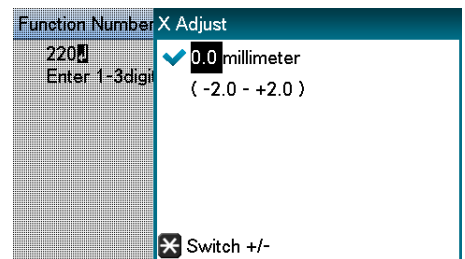 Function Number
220
Enter 1-3digi
X Adjust
0.0 millimeter
( -2.0 - +2.0 )
Switch +/-